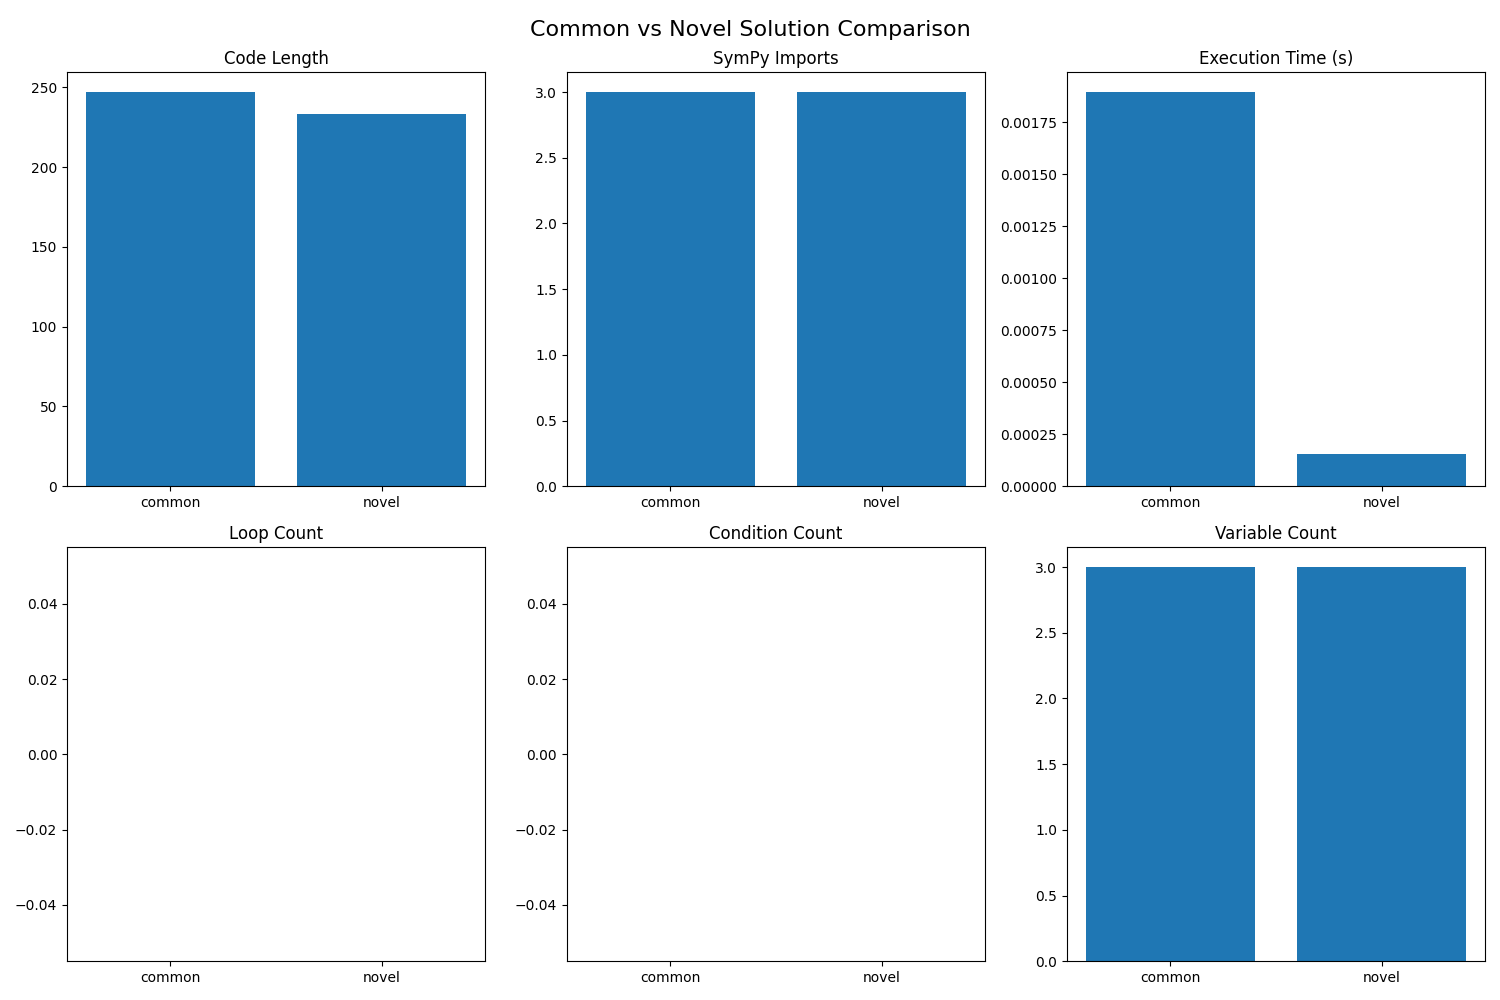 Common vs Novel Solution Comparison
Code Length
250
200
150
100
50
0
common novel
SymPy Imports
3.0
2.5
2.0
1.5
1.0
0.5
0.0
common novel
Execution Time (s)
0.00175
0.00150
0.00125
0.00100
0.00075
0.00050
0.00025
0.00000
common novel
Loop Count
0.04
0.02
0.00
−0.02
−0.04
common novel
Condition Count
0.04
0.02
0.00
−0.02
−0.04
common novel
Variable Count
3.0
2.5
2.0
1.5
1.0
0.5
0.0
common novel